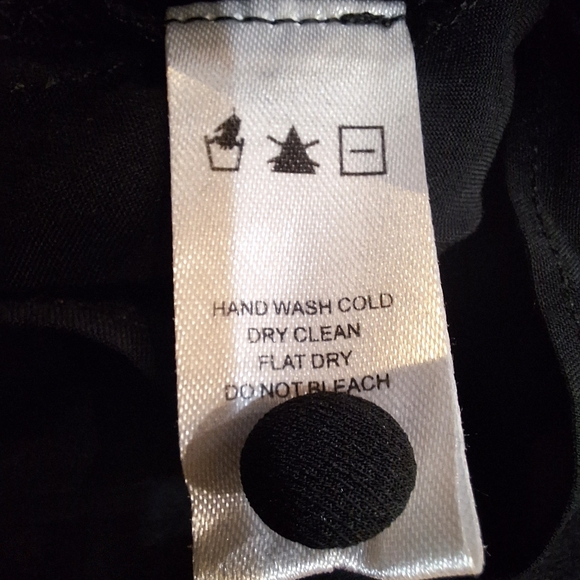 HAND WASH COLD
DRY CLEAN
FLAT DRY
DO NOT BLEACH